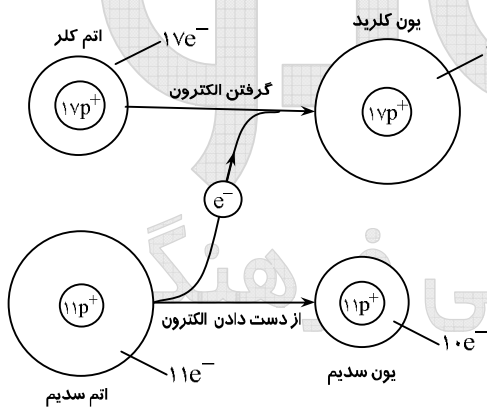 اتم کلر
۱۷e⁻
یون کلرید
۱۷p⁺
گرفتن الکترون
۱۷p⁺
e⁻
۱۱p⁺
از دست دادن الکترون
۱۱p⁺
۱۰e⁻
۱۱e⁻
یون سدیم
اتم سدیم